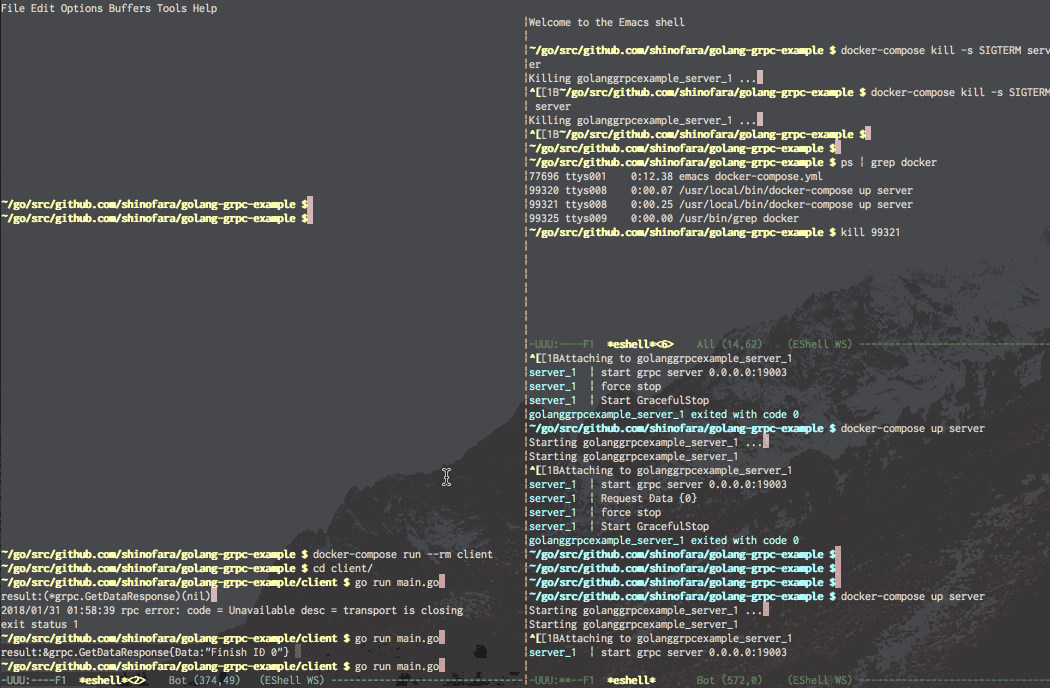 File Edit Options Buffers Tools Help
~/go/src/github.com/shinofara/golang-grpc-example $
~/go/src/github.com/shinofara/golang-grpc-example $
~/go/src/github.com/shinofara/golang-grpc-example $ docker-compose run --rm client
~/go/src/github.com/shinofara/golang-grpc-example $ cd client/
~/go/src/github.com/shinofara/golang-grpc-example/client $ go run main.go
result:(*grpc.GetDataResponse)(nil)
2018/01/31 01:58:39 rpc error: code = Unavailable desc = transport is closing
exit status 1
~/go/src/github.com/shinofara/golang-grpc-example/client $ go run main.go
result:&grpc.GetDataResponse{Data:"Finish ID 0"}
~/go/src/github.com/shinofara/golang-grpc-example/client $ go run main.go
-UUU:----F1  *eshell*<2>    Bot (374,49)   (EShell WS) ----------------------------
Welcome to the Emacs shell
~/go/src/github.com/shinofara/golang-grpc-example $ docker-compose kill -s SIGTERM serv
er
Killing golanggrpcexample_server_1 ...
^[[1B~/go/src/github.com/shinofara/golang-grpc-example $ docker-compose kill -s SIGTERM
 server
Killing golanggrpcexample_server_1 ...
^[[1B~/go/src/github.com/shinofara/golang-grpc-example $
~/go/src/github.com/shinofara/golang-grpc-example $
~/go/src/github.com/shinofara/golang-grpc-example $ ps | grep docker
77696 ttys001    0:12.38 emacs docker-compose.yml
99320 ttys008    0:00.07 /usr/local/bin/docker-compose up server
99321 ttys008    0:00.25 /usr/local/bin/docker-compose up server
99325 ttys009    0:00.00 /usr/bin/grep docker
~/go/src/github.com/shinofara/golang-grpc-example $ kill 99321
-UUU:----F1  *eshell*<6>    All (14,62)    (EShell WS) ----------------------------
^[[1BAttaching to golanggrpcexample_server_1
server_1  | start grpc server 0.0.0.0:19003
server_1  | force stop
server_1  | Start GracefulStop
golanggrpcexample_server_1 exited with code 0
~/go/src/github.com/shinofara/golang-grpc-example $ docker-compose up server
Starting golanggrpcexample_server_1 ...
Starting golanggrpcexample_server_1
^[[1BAttaching to golanggrpcexample_server_1
server_1  | start grpc server 0.0.0.0:19003
server_1  | Request Data {0}
server_1  | force stop
server_1  | Start GracefulStop
golanggrpcexample_server_1 exited with code 0
~/go/src/github.com/shinofara/golang-grpc-example $
~/go/src/github.com/shinofara/golang-grpc-example $
~/go/src/github.com/shinofara/golang-grpc-example $
~/go/src/github.com/shinofara/golang-grpc-example $ docker-compose up server
Starting golanggrpcexample_server_1 ...
Starting golanggrpcexample_server_1
^[[1BAttaching to golanggrpcexample_server_1
server_1  | start grpc server 0.0.0.0:19003
-UUU:**--F1  *eshell*       Bot (572,0)    (EShell WS) ----------------------------